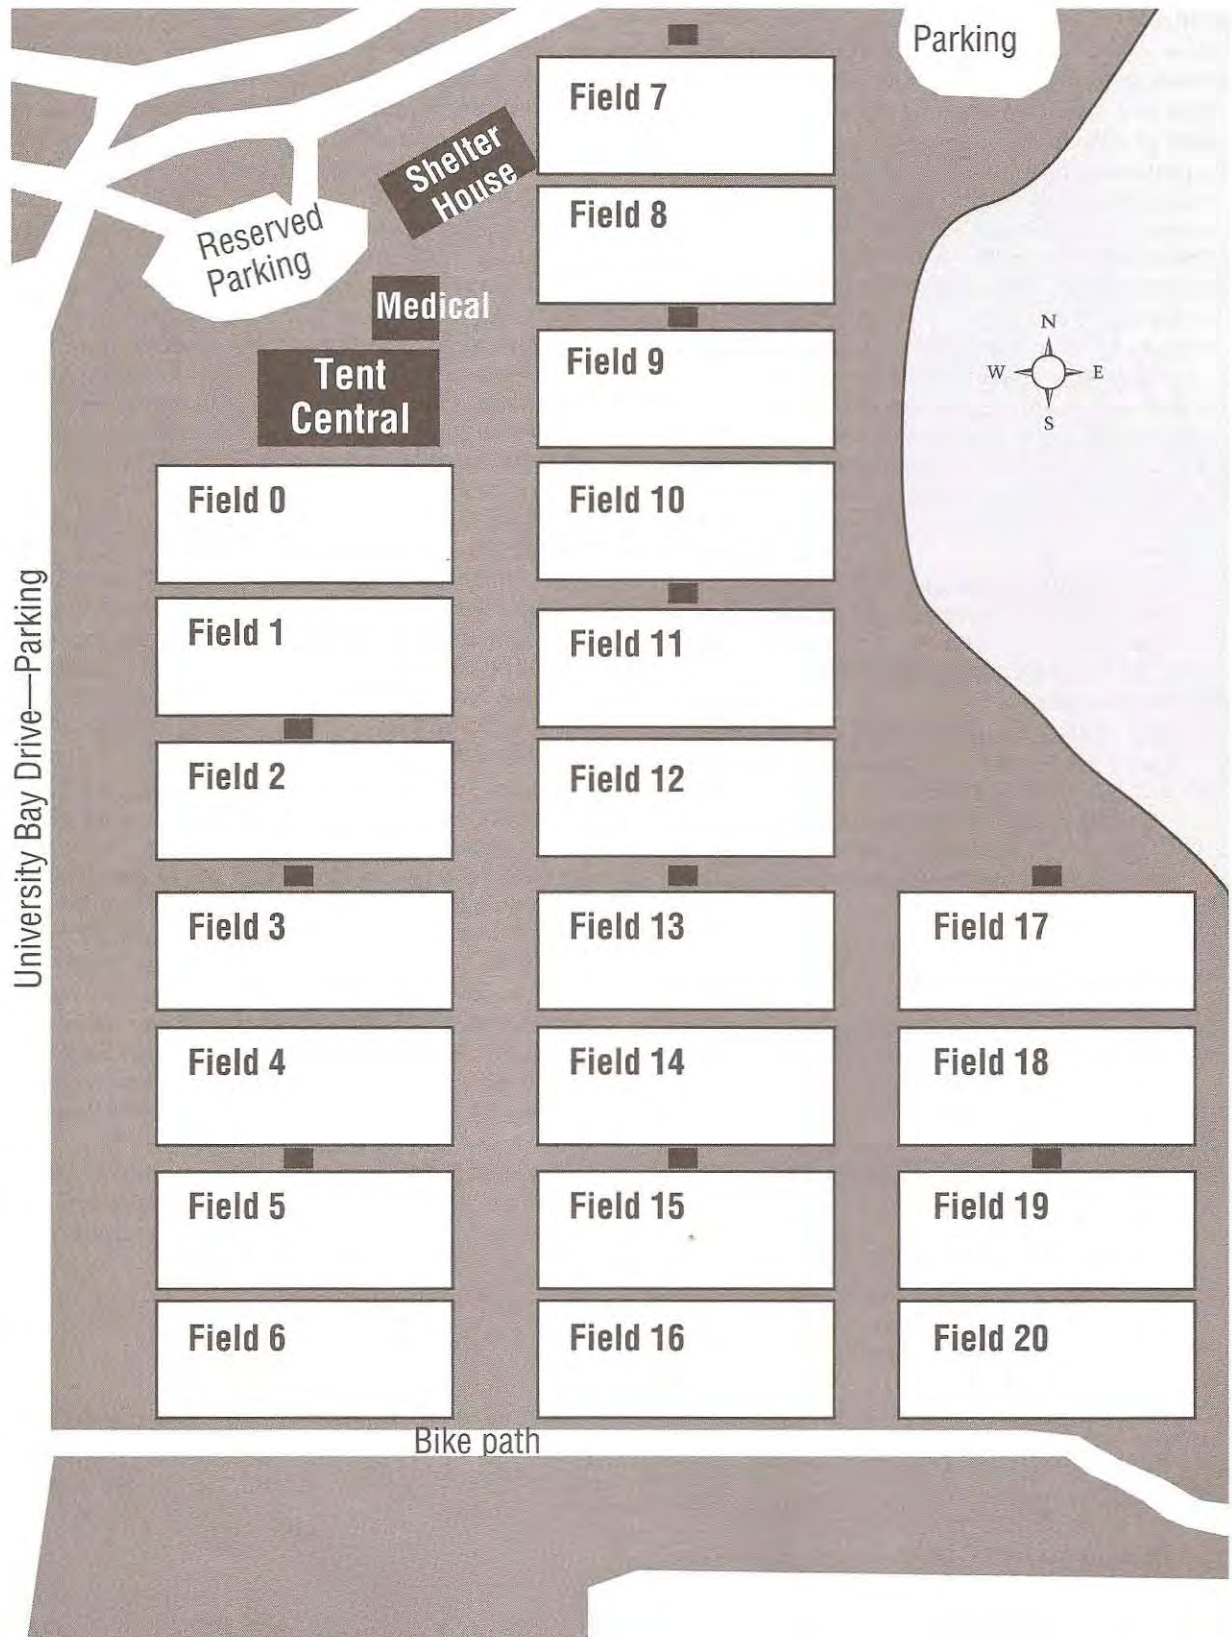 Parking
Field 7
Shelter
House
Field 8
Reserved
Parking
Medical
N
W E
S
Field 9
Tent
Central
Field 0
Field 10
Field 1
Field 11
University Bay Drive—Parking
Field 2
Field 12
Field 3
Field 13
Field 17
Field 4
Field 14
Field 18
Field 5
Field 15
Field 19
Field 6
Field 16
Field 20
Bike path